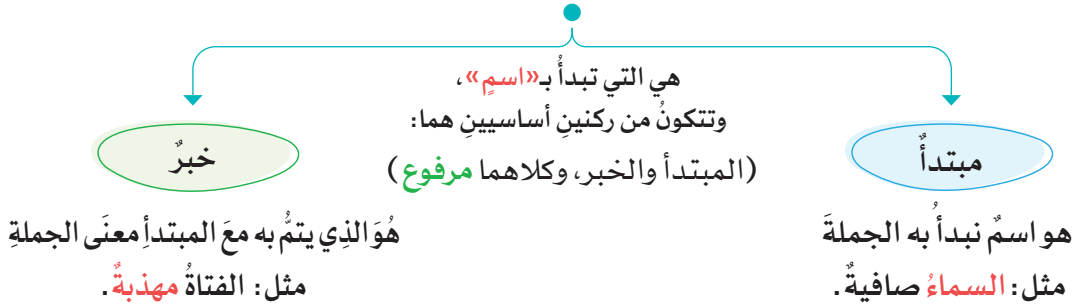 هي التي تبدأُ بـ«اسمٍ»،
وتتكونُ من ركنينِ أساسيينِ هما:
(المبتدأ والخبر، وكلاهما مرفوع)
مبتدأٌ
هو اسمٌ نبدأُ به الجملةَ
مثل: السماءُ صافيةٌ.
خبرٌ
هُوَ الذِي يتمُّ به معَ المبتدأِ معنَى الجملةِ
مثل: الفتاةُ مهذبةٌ.